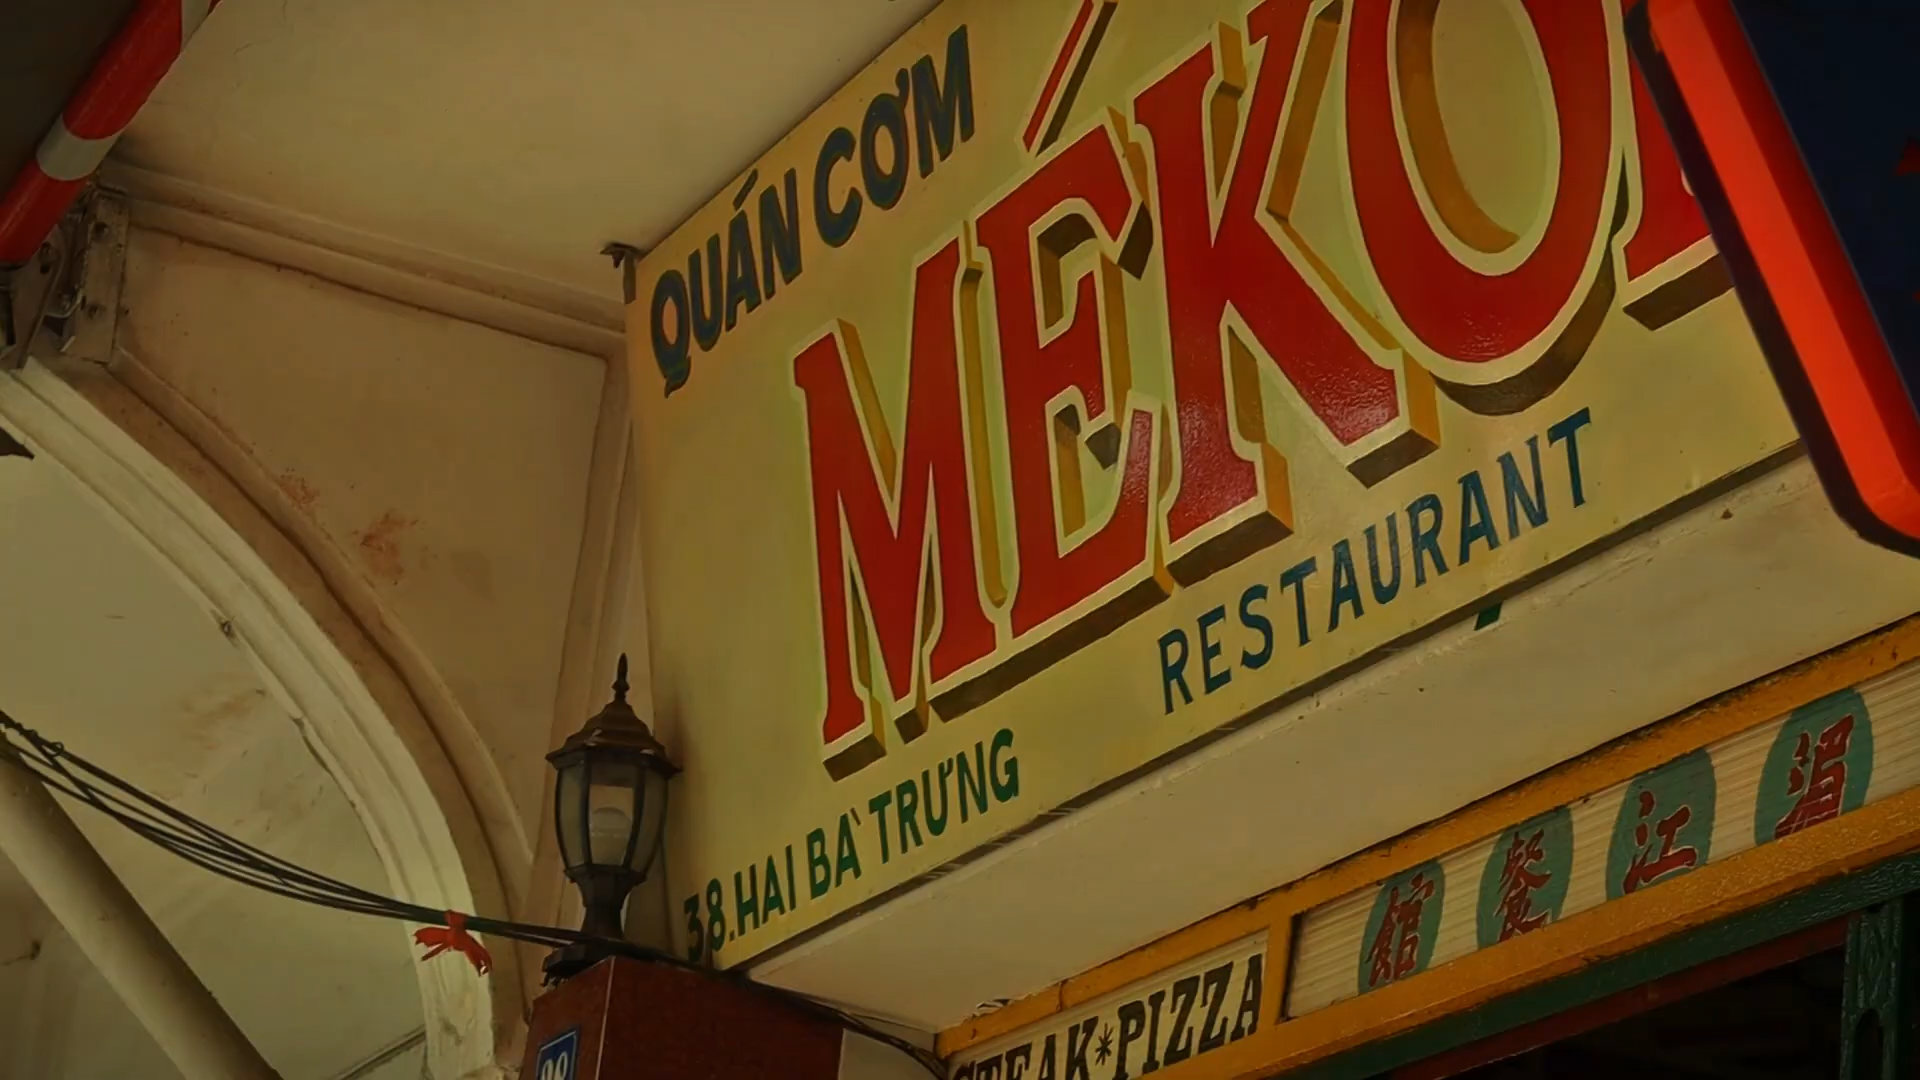 QUÁN CƠM
MÉKO
RESTAURANT
38.HAI BÀ TRƯNG
館餐江湄
STEAK*PIZZA